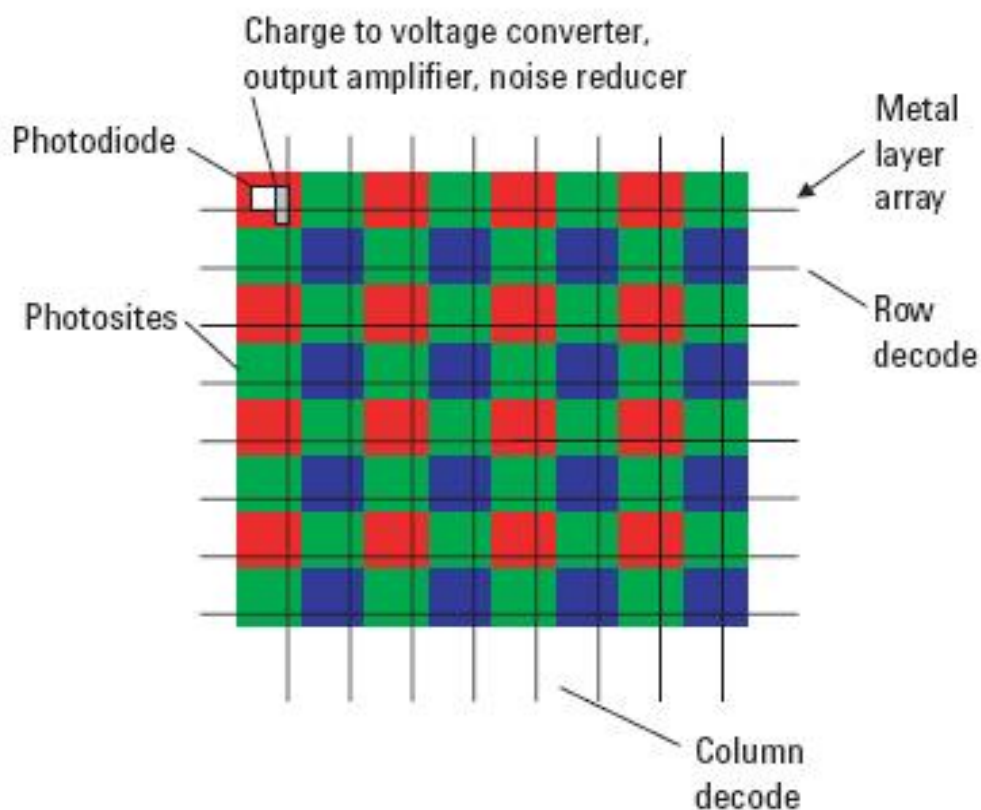 Charge to voltage converter,
output amplifier, noise reducer
Photodiode
Metal
layer
array
Photosites
Row
decode
Column
decode